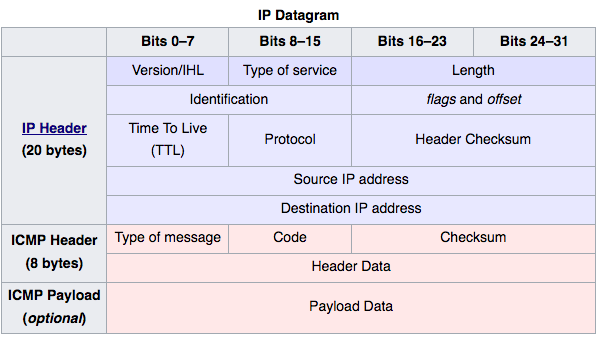 IP Datagram
Bits 0–7 Bits 8–15 Bits 16–23 Bits 24–31
IP Header
(20 bytes)
Version/IHL Type of service Length
Identification flags and offset
Time To Live
(TTL)
Protocol Header Checksum
Source IP address
Destination IP address
ICMP Header
(8 bytes)
Type of message Code Checksum
Header Data
ICMP Payload
(optional)
Payload Data